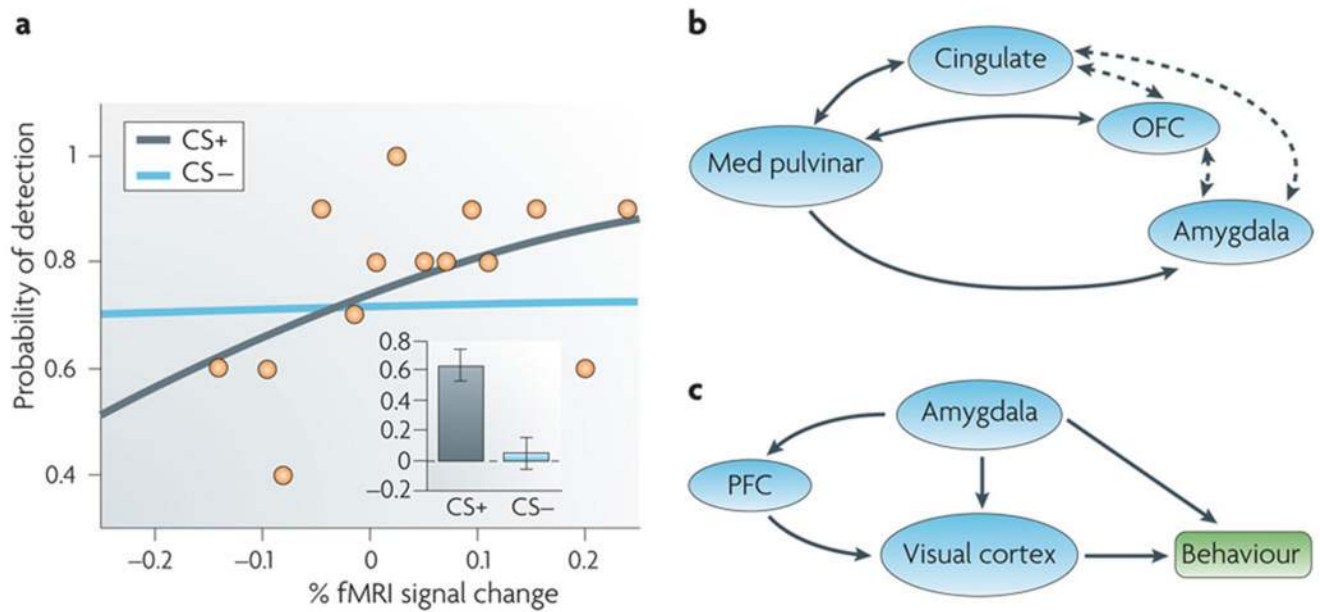 a
Probability of detection
CS+
CS−
1
0.8
0.6
0.4
−0.2
−0.1
0
0.1
0.2
% fMRI signal change
0.8
0.6
0.4
0.2
0
−0.2
CS+
CS−
b
Cingulate
OFC
Med pulvinar
Amygdala
c
Amygdala
PFC
Visual cortex
Behaviour